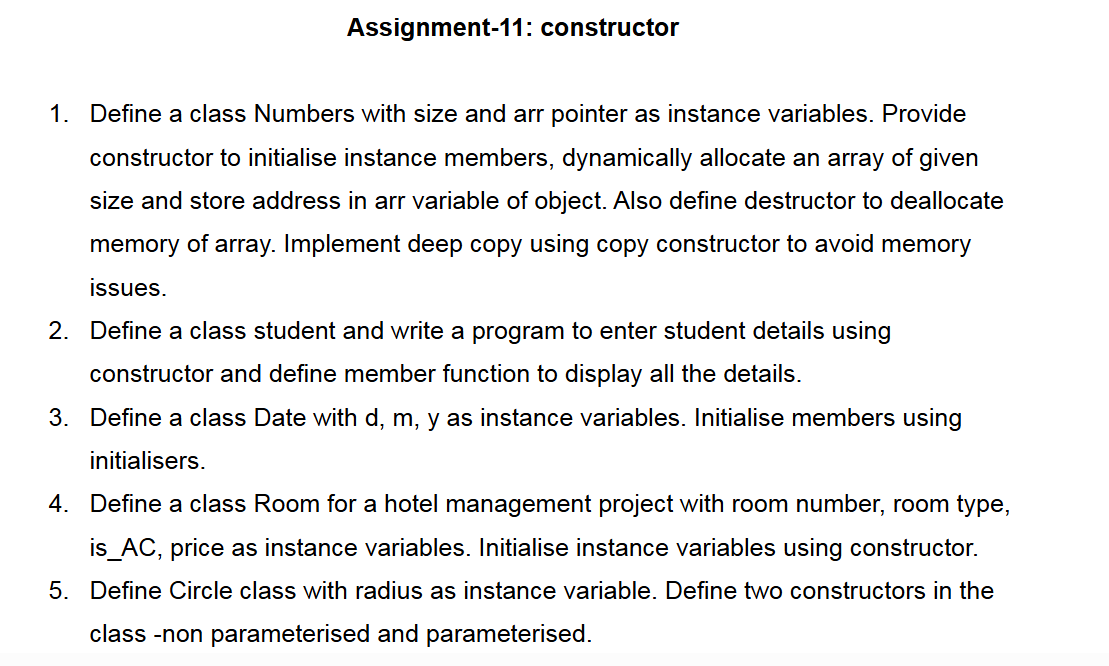 Assignment-11: constructor
1. Define a class Numbers with size and arr pointer as instance variables. Provide
constructor to initialise instance members, dynamically allocate an array of given
size and store address in arr variable of object. Also define destructor to deallocate
memory of array. Implement deep copy using copy constructor to avoid memory
issues.
2. Define a class student and write a program to enter student details using
constructor and define member function to display all the details.
3. Define a class Date with d, m, y as instance variables. Initialise members using
initialisers.
4. Define a class Room for a hotel management project with room number, room type,
is_AC, price as instance variables. Initialise instance variables using constructor.
5. Define Circle class with radius as instance variable. Define two constructors in the
class -non parameterised and parameterised.